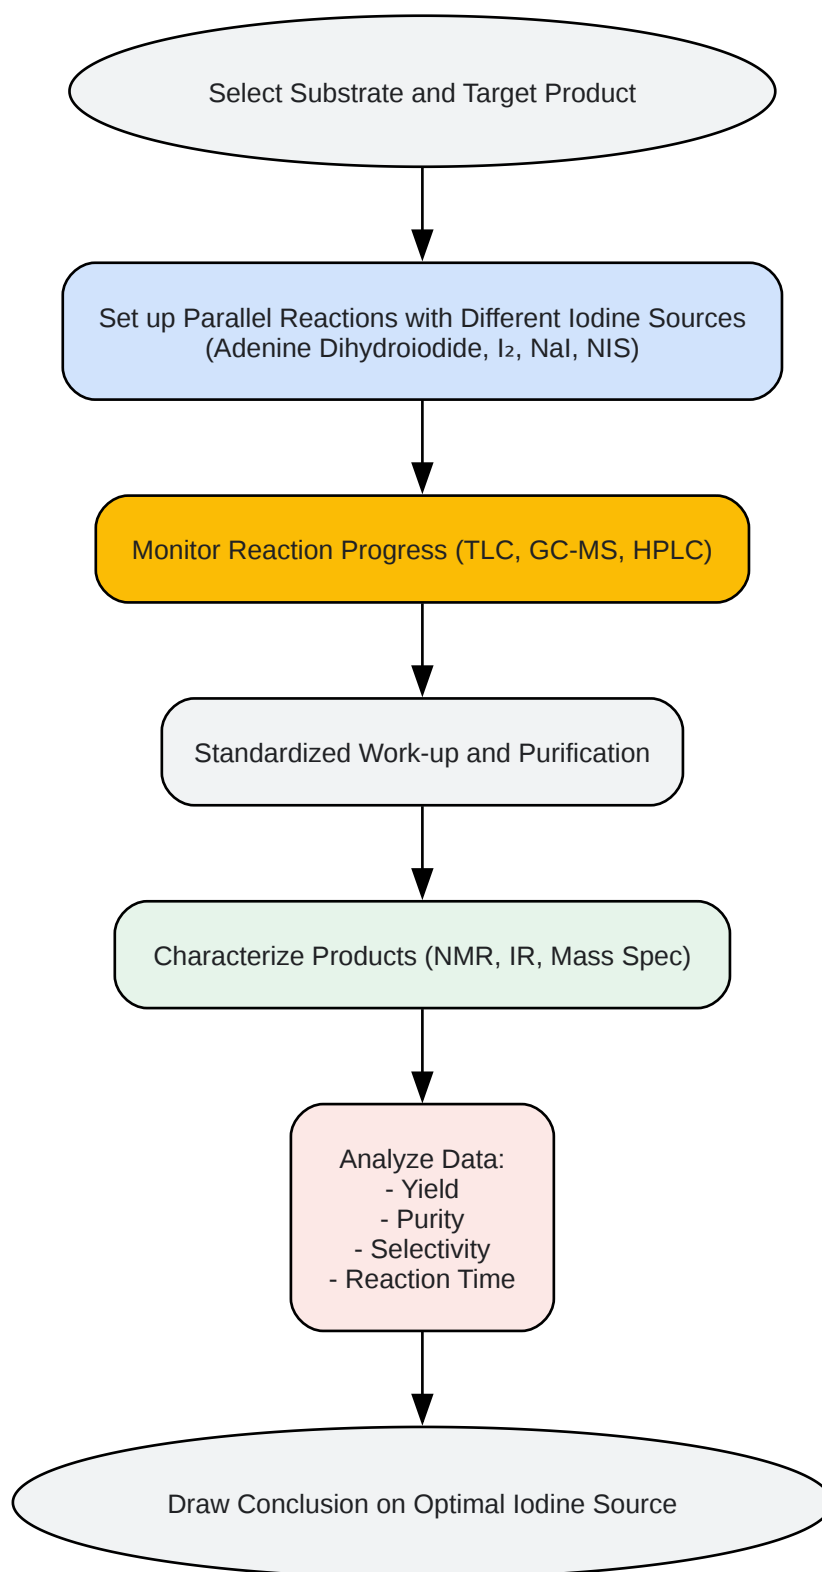 Select Substrate and Target Product
Set up Parallel Reactions with Different Iodine Sources
(Adenine Dihydroiodide, I₂, NaI, NIS)
Monitor Reaction Progress (TLC, GC-MS, HPLC)
Standardized Work-up and Purification
Characterize Products (NMR, IR, Mass Spec)
Analyze Data:
- Yield
- Purity
- Selectivity
- Reaction Time
Draw Conclusion on Optimal Iodine Source